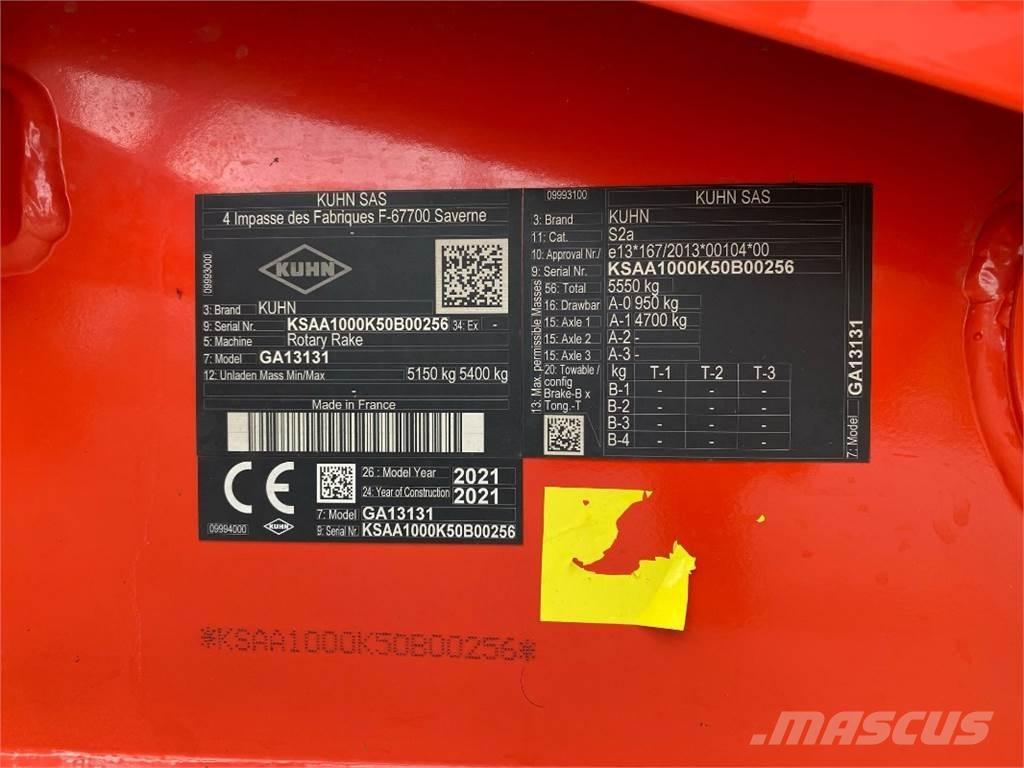 KUHN SAS
4 Impasse des Fabriques F-67700 Saverne
09993000
KUHN
3: Brand KUHN
9: Serial Nr. KSAA1000K50B00256 34: Ex -
5: Machine Rotary Rake
7: Model GA13131
12: Unladen Mass Min/Max 5150 kg 5400 kg
-
Made in France
09993100 KUHN SAS
3: Brand KUHN
11: Cat. S2a
10: Approval Nr/ e13*167/2013*00104*00
9: Serial Nr. KSAA1000K50B00256
13: Max. permissible Masses
56: Total 5550 kg
16: Drawbar A-0 950 kg
15: Axle 1 A-1 4700 kg
15: Axle 2 A-2 -
15: Axle 3 A-3 -
20: Towable / config Brake-B x Tong.-T
kg T-1 T-2 T-3
B-1 - - -
B-2 - - -
B-3 - - -
B-4 - - -
7: Model GA13131
CE
26 : Model Year 2021
24: Year of Construction 2021
7: Model GA13131
09994000 KUHN 9: Serial Nr. KSAA1000K50B00256
*KSAA1000K50B00256*
MASCUS